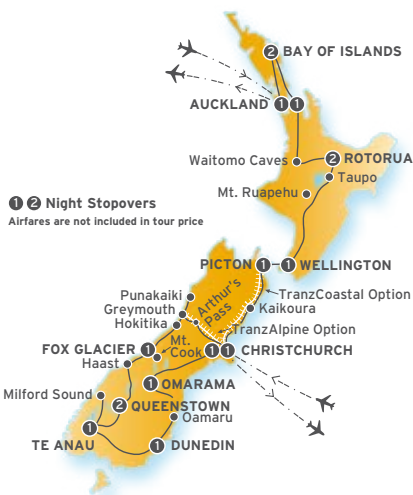 2 BAY OF ISLANDS
AUCKLAND 1 1
Waitomo Caves
2 ROTORUA
Taupo
Mt. Ruapehu
1 2 Night Stopovers
Airfares are not included in tour price
PICTON 1 1 WELLINGTON
TranzCoastal Option
Punakaiki
Arthur's
Pass
Greymouth
Kaikoura
Hokitika
TranzAlpine Option
FOX GLACIER 1
Mt.
Cook
1 1 CHRISTCHURCH
Haast
1 OMARAMA
Milford Sound
2 QUEENSTOWN
Oamaru
1
TE ANAU
1 DUNEDIN